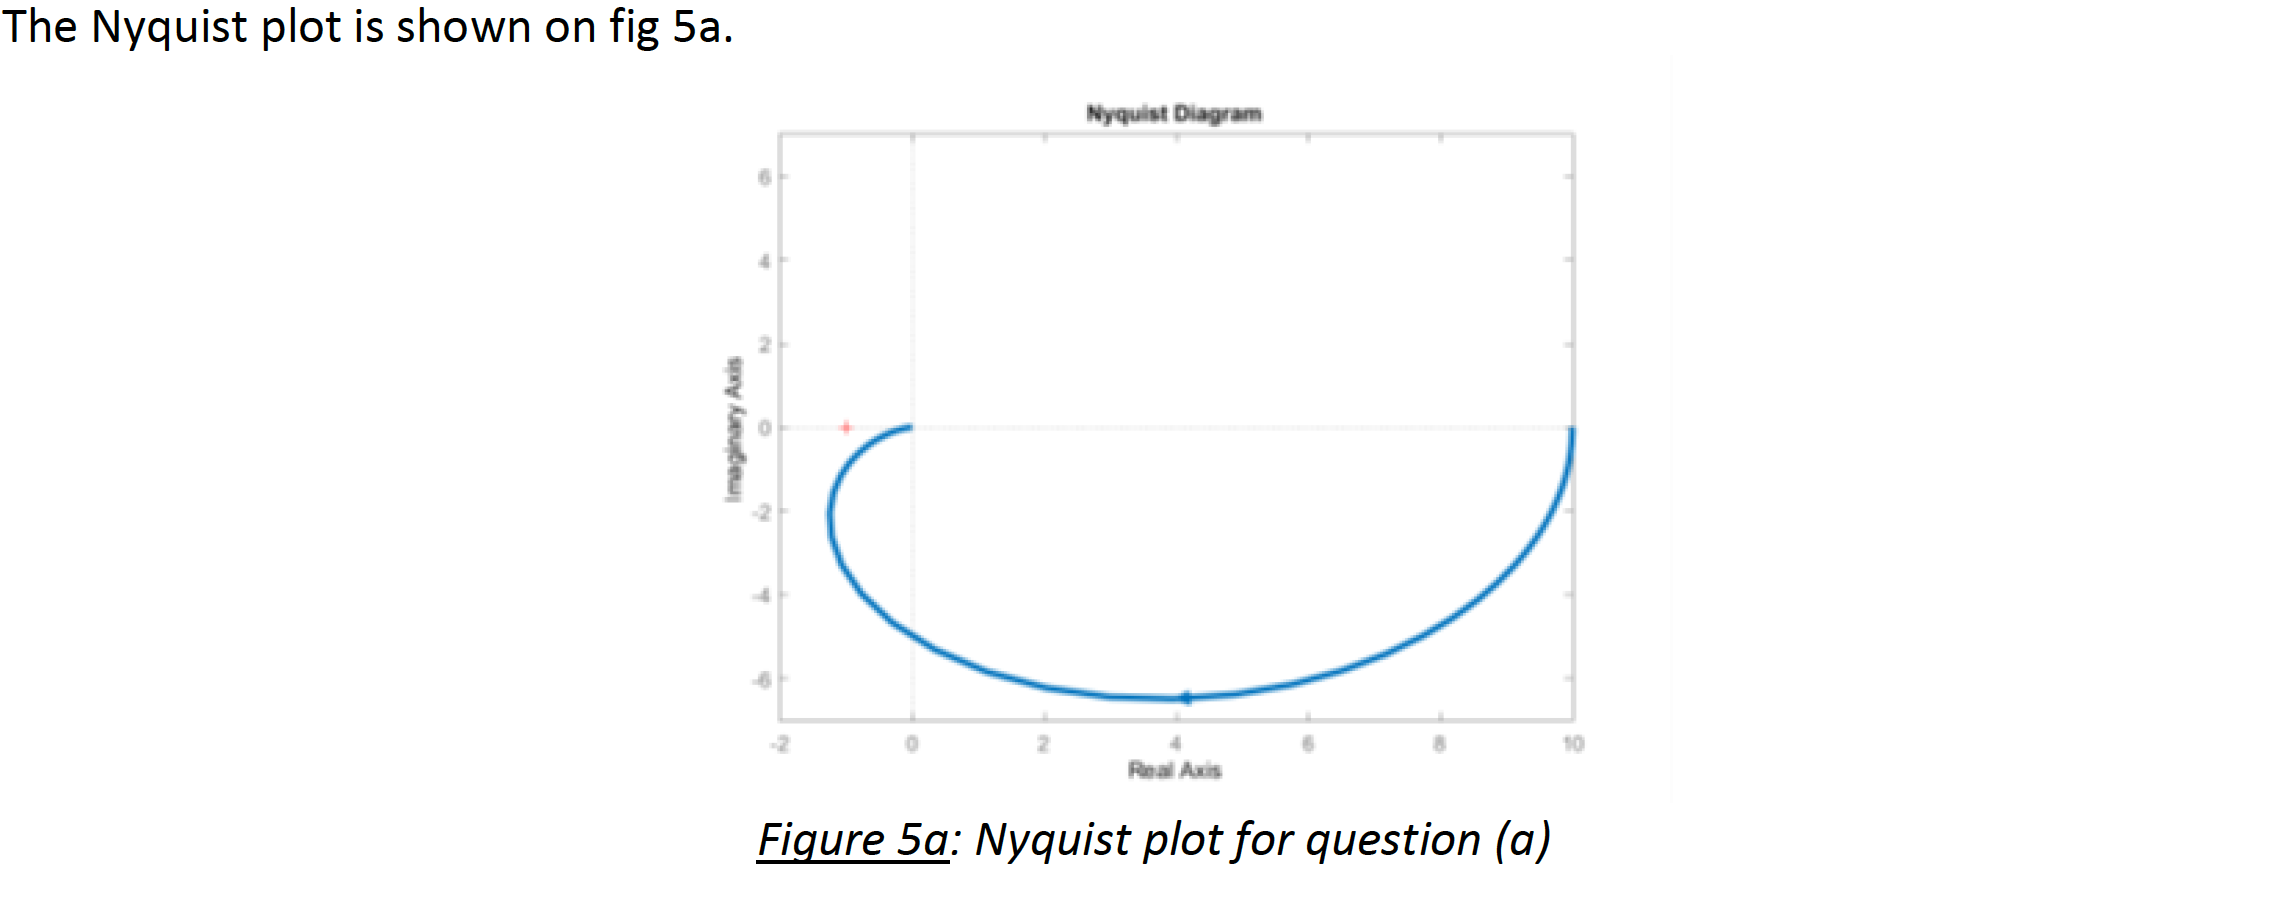 The Nyquist plot is shown on fig 5a.
Nyquist Diagram
6
4
2
0
-2
-4
-6
Imaginary Axis
-2 0 2 4 6 8 10
Real Axis
Figure 5a: Nyquist plot for question (a)